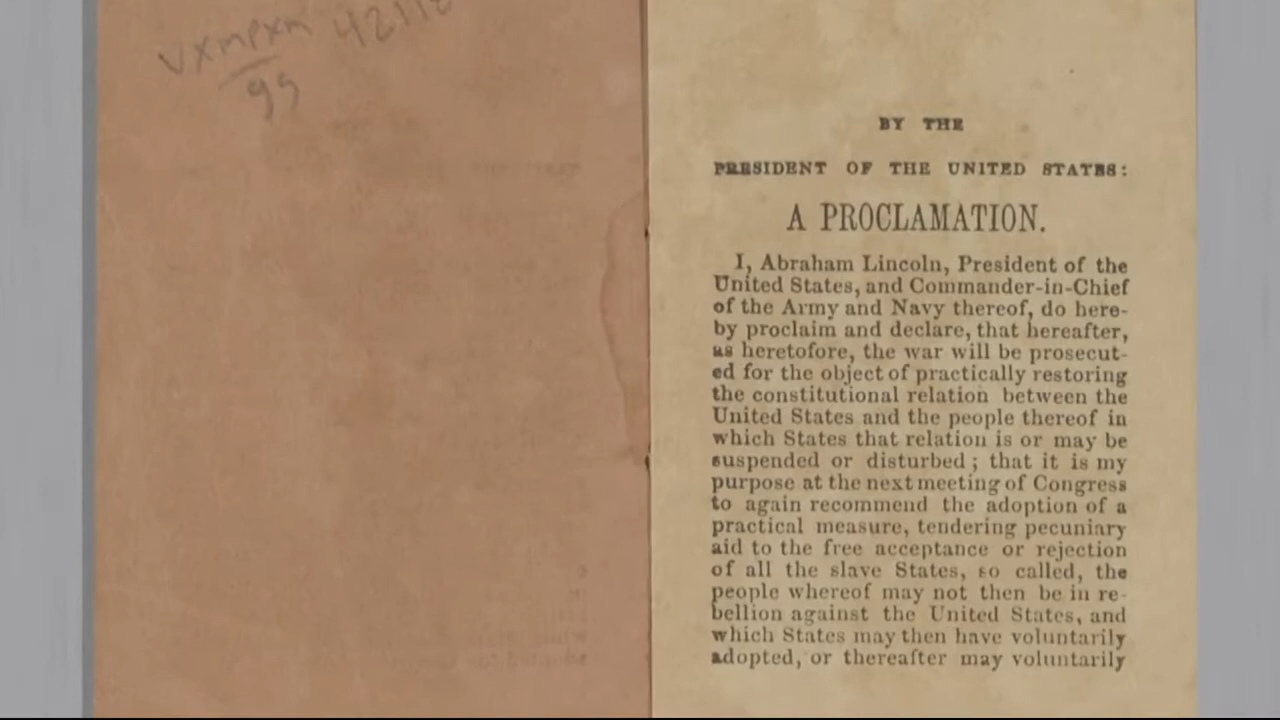 vxmpxm
99
BY THE
PRESIDENT OF THE UNITED STATES:
A PROCLAMATION.
I, Abraham Lincoln, President of the
United States, and Commander-in-Chief
of the Army and Navy thereof, do here-
by proclaim and declare, that hereafter,
as heretofore, the war will be prosecut-
ed for the object of practically restoring
the constitutional relation between the
United States and the people thereof in
which States that relation is or may be
suspended or disturbed ; that it is my
purpose at the next meeting of Congress
to again recommend the adoption of a
practical measure, tendering pecuniary
aid to the free acceptance or rejection
of all the slave States, so called, the
people whereof may not then be in re-
bellion against the United States, and
which States may then have voluntarily
adopted, or thereafter may voluntarily